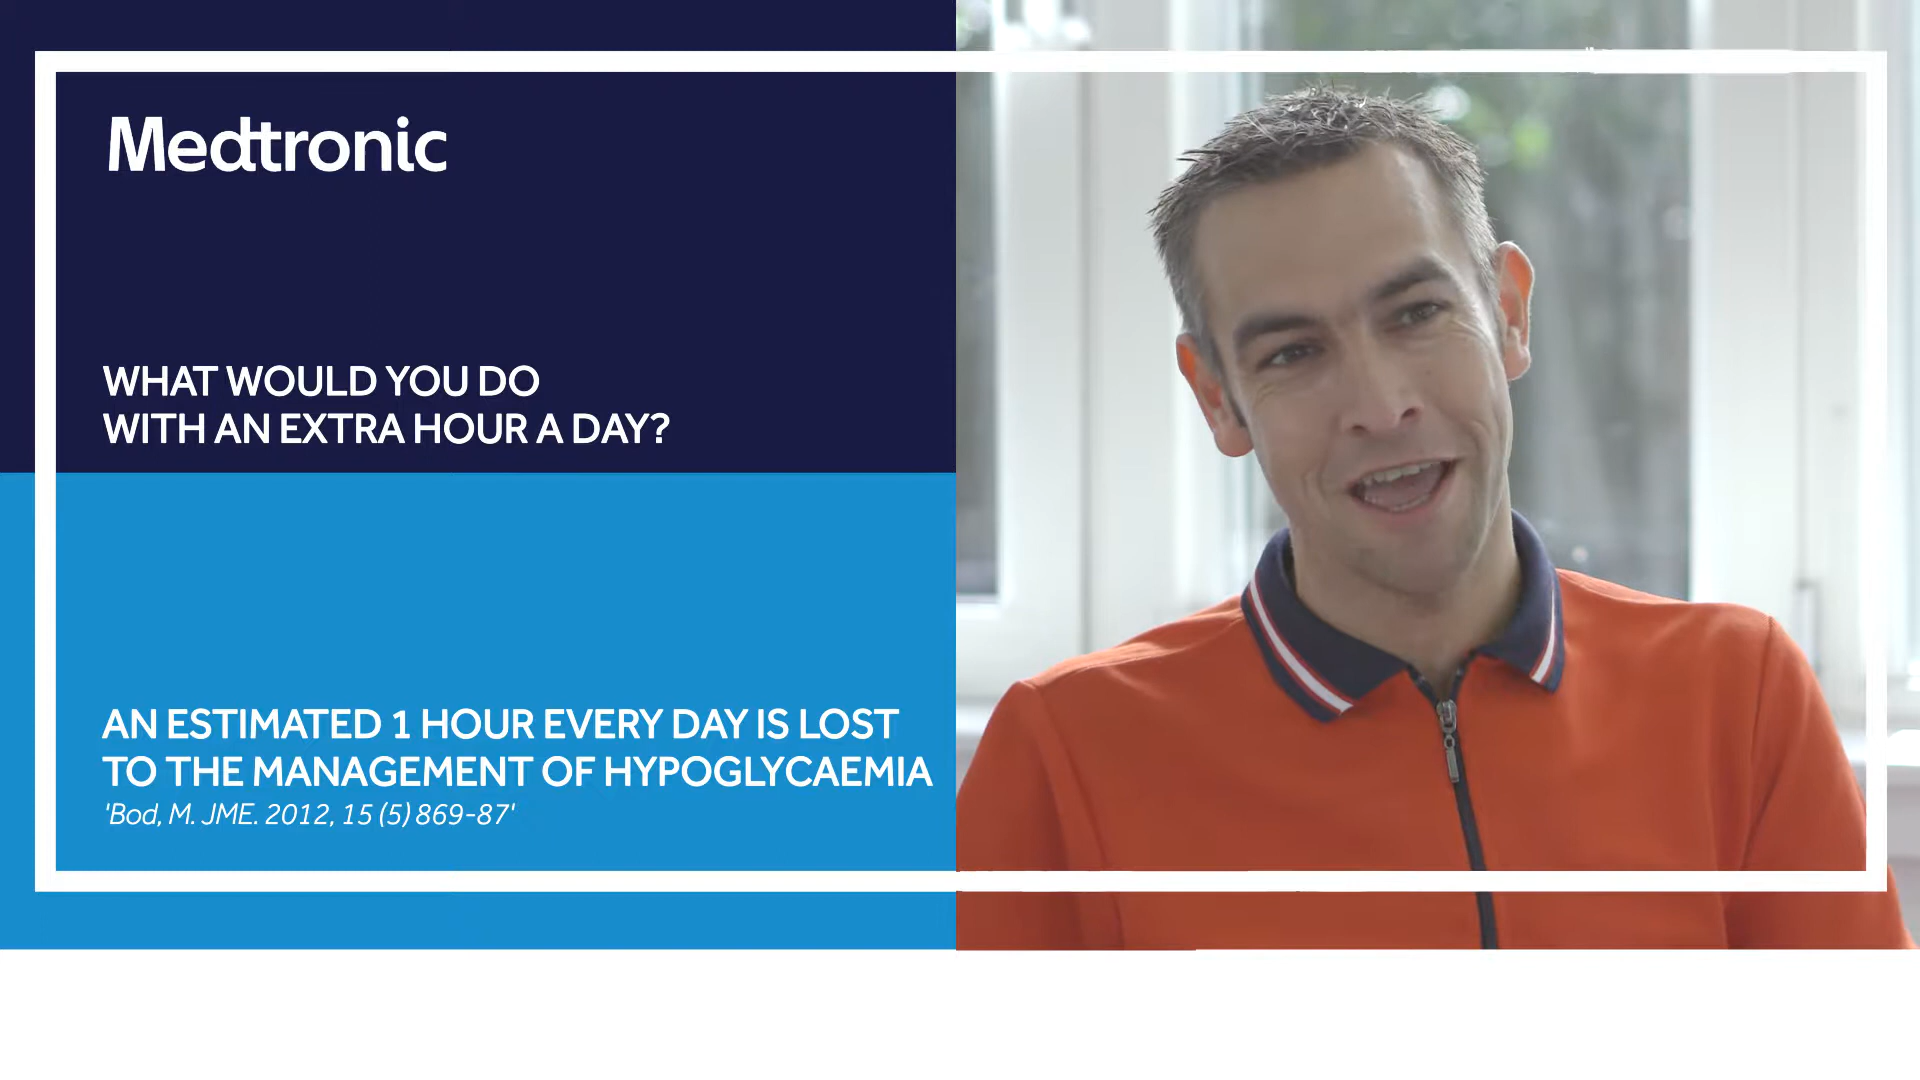 Medtronic
WHAT WOULD YOU DO
WITH AN EXTRA HOUR A DAY?
AN ESTIMATED 1 HOUR EVERY DAY IS LOST
TO THE MANAGEMENT OF HYPOGLYCAEMIA
'Bod, M. JME. 2012, 15 (5) 869-87'